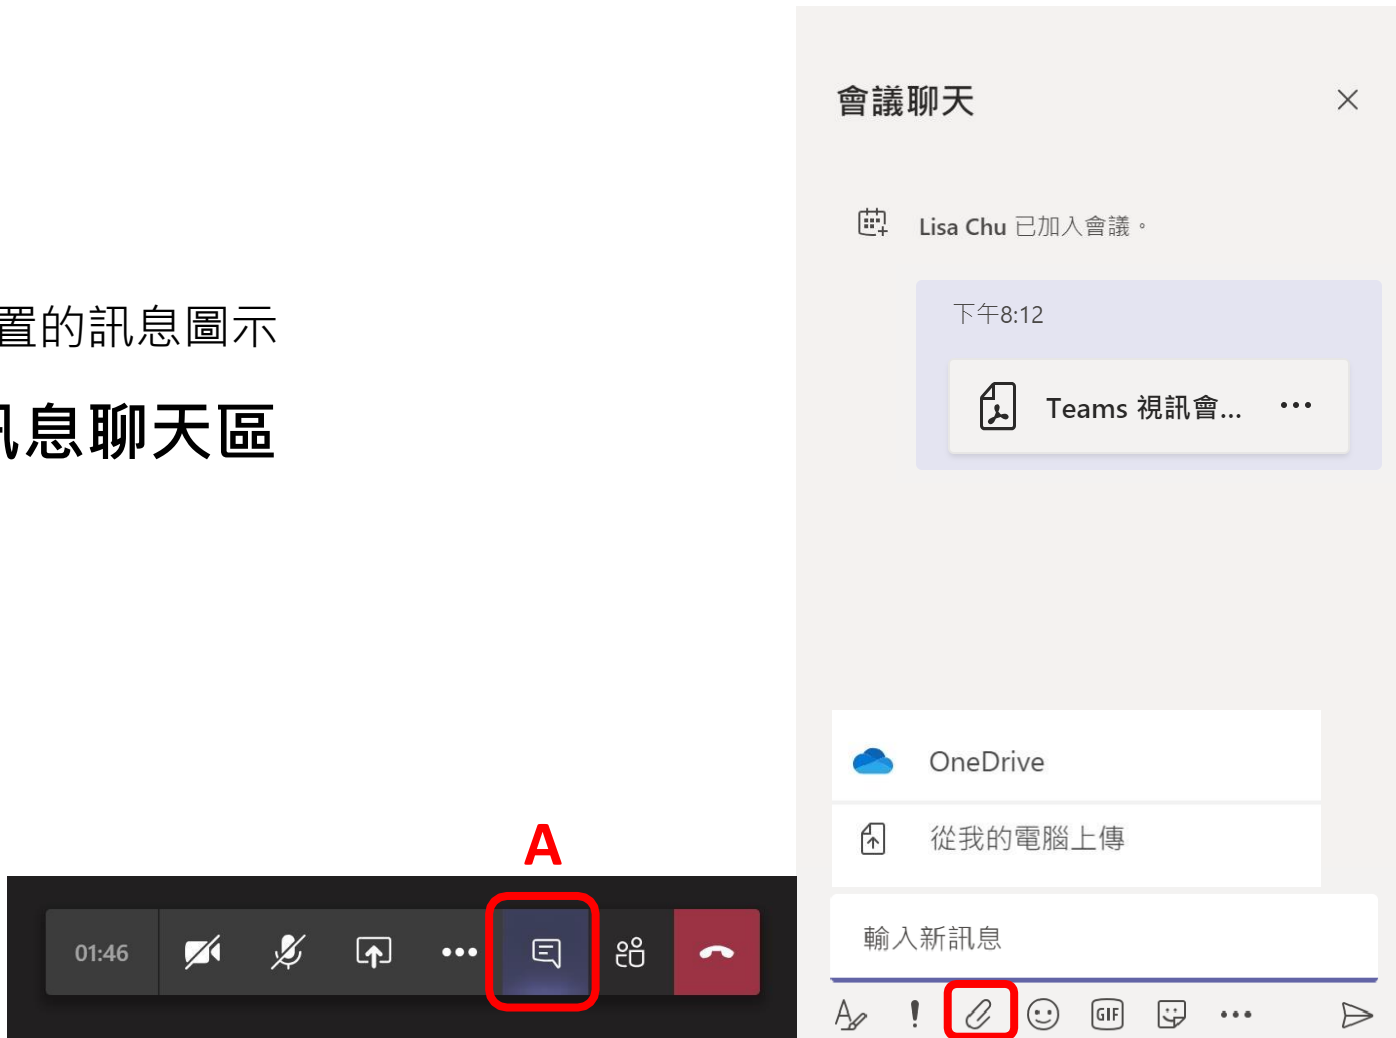 置的訊息圖示
息聊天區
A
01:46
會議聊天
Lisa Chu 已加入會議。
下午8:12
Teams 視訊會...
OneDrive
從我的電腦上傳
輸入新訊息
GIF